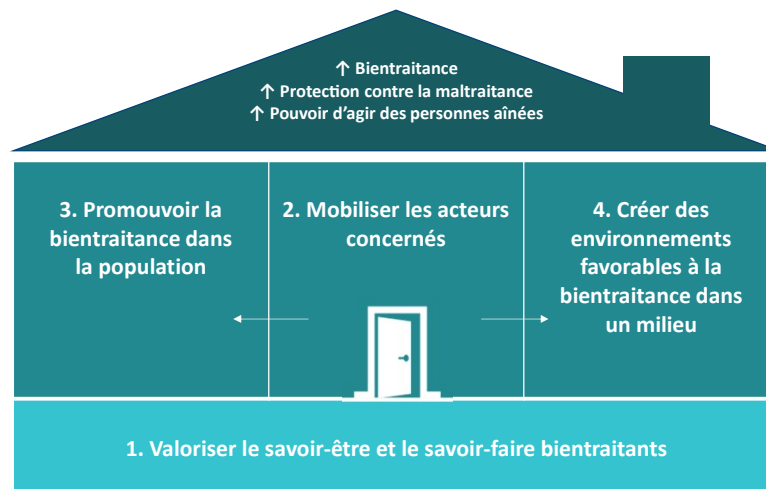 ↑ Bientraitance
↑ Protection contre la maltraitance
↑ Pouvoir d'agir des personnes aînées
3. Promouvoir la
bientraitance dans
la population
2. Mobiliser les acteurs
concernés
4. Créer des
environnements
favorables à la
bientraitance dans
un milieu
1. Valoriser le savoir-être et le savoir-faire bientraitants